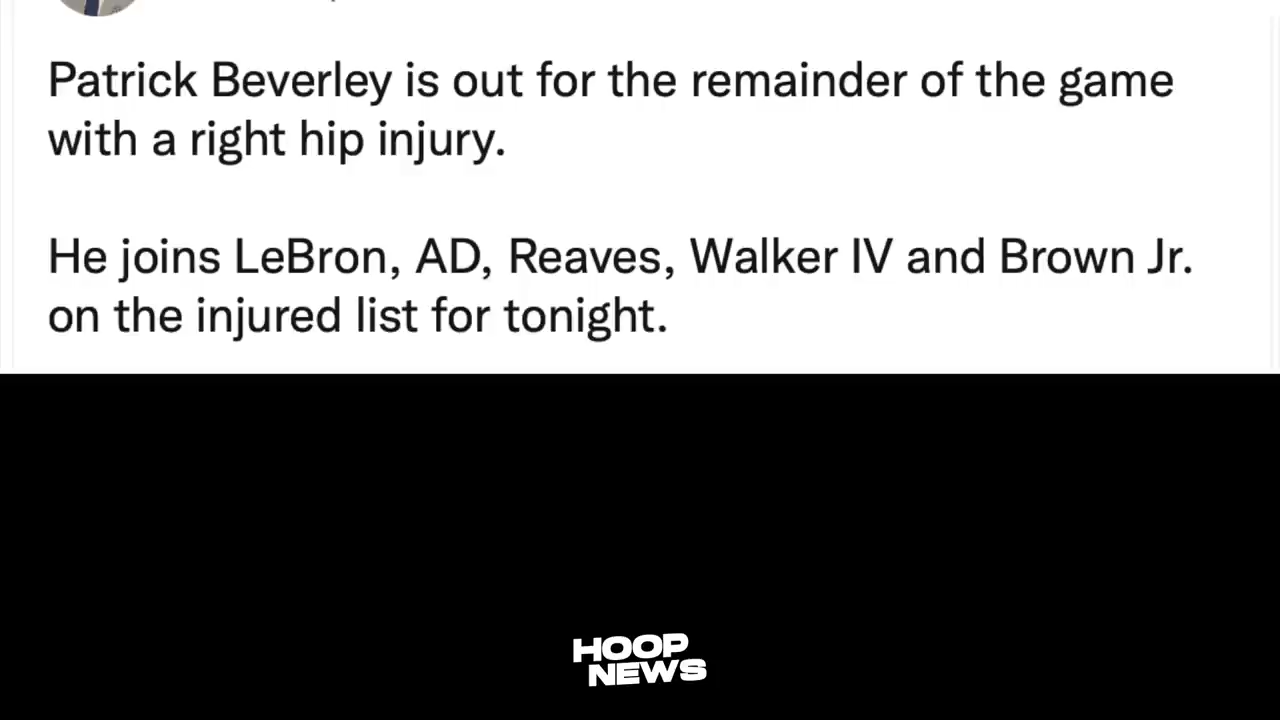 Patrick Beverley is out for the remainder of the game
with a right hip injury.
He joins LeBron, AD, Reaves, Walker IV and Brown Jr.
on the injured list for tonight.
HOOP
NEWS